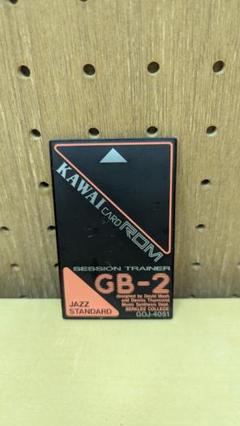 KAWAI CARD ROM
SESSION TRAINER
GB-2
JAZZ
STANDARD
designed by David Mash
and Dennis Thurmond
Music Synthesis Dept.
BERKLEE COLLEGE
GDJ-4051